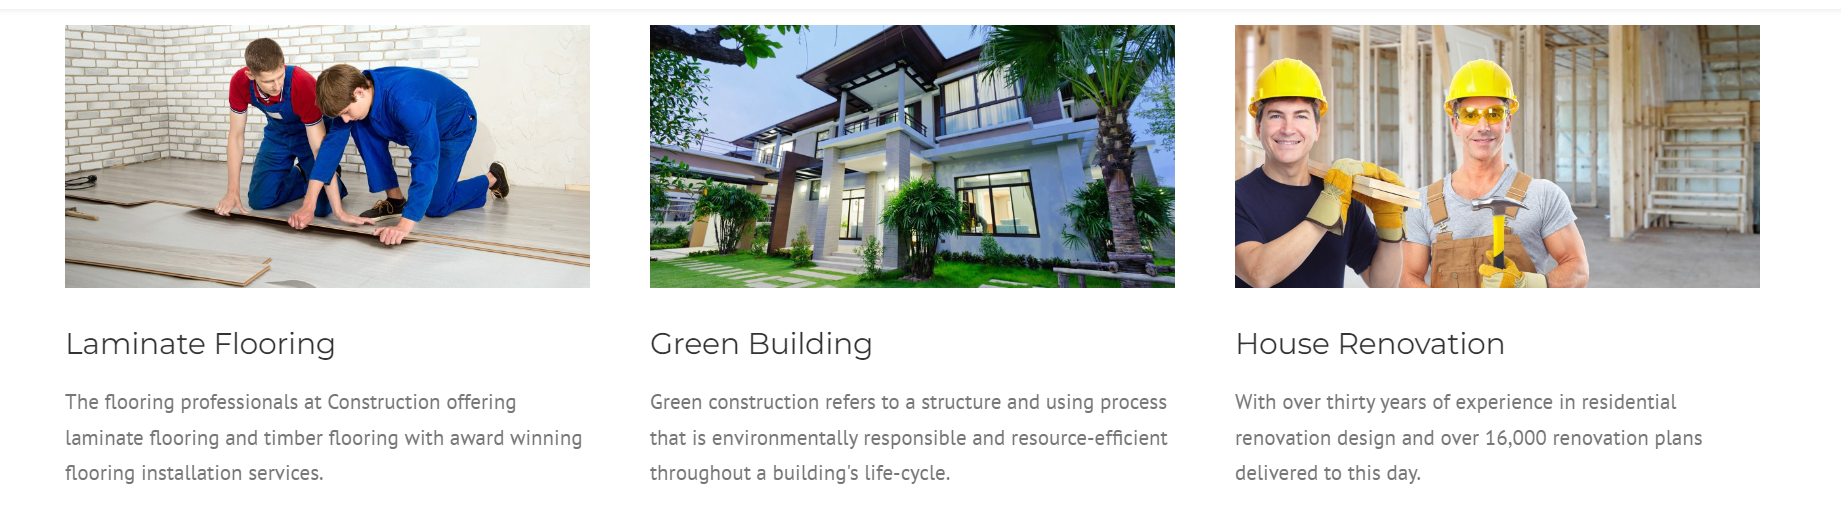 Laminate Flooring
The flooring professionals at Construction offering
laminate flooring and timber flooring with award winning
flooring installation services.
Green Building
Green construction refers to a structure and using process
that is environmentally responsible and resource-efficient
throughout a building's life-cycle.
House Renovation
With over thirty years of experience in residential
renovation design and over 16,000 renovation plans
delivered to this day.